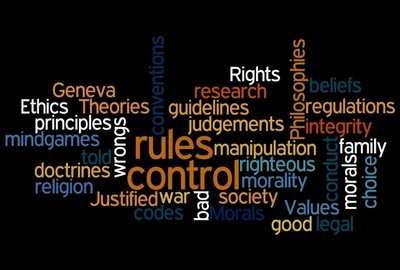 conventions
Philosophies
Rights
beliefs
Geneva
research
Ethics
Theories
guidelines
regulations
principles
judgements
integrity
mindgames
wrongs
rules
manipulation
family
told
righteous
conduct
morals
choice
doctrines
control
religion
morality
Justified
war
bad
society
codes
Morals
Values
good
legal